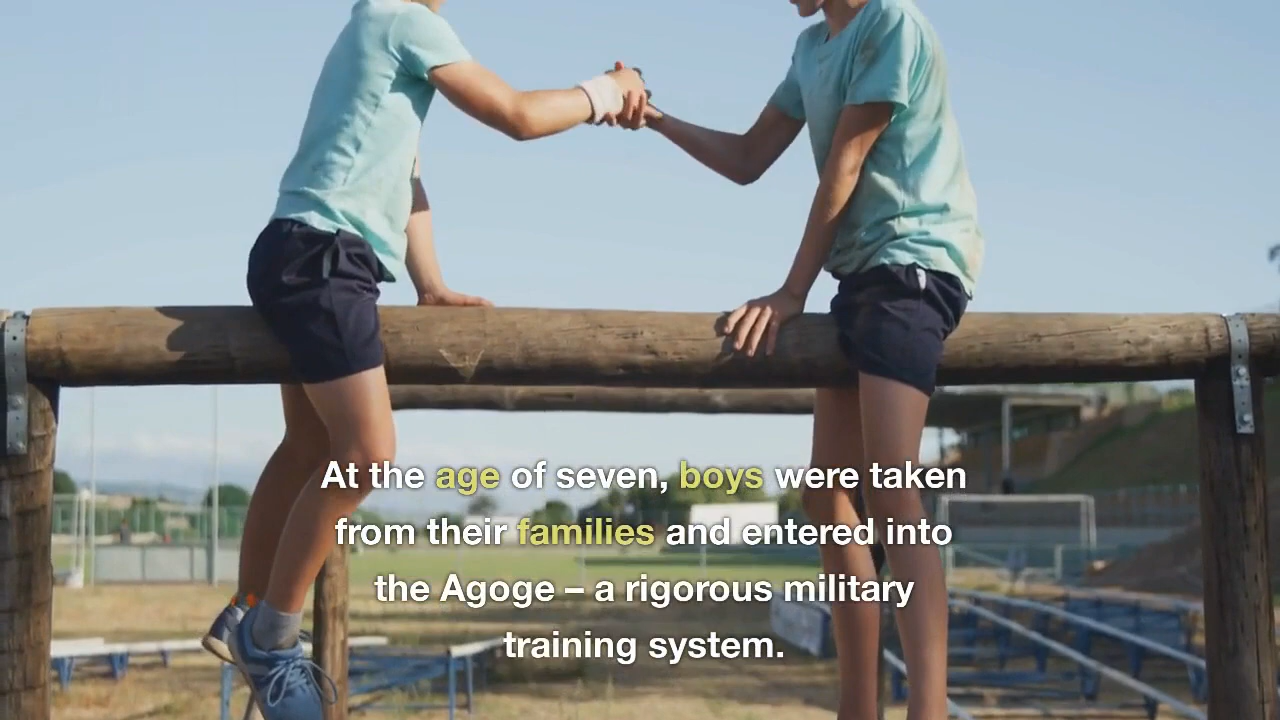 At the age of seven, boys were taken
from their families and entered into
the Agoge – a rigorous military
training system.